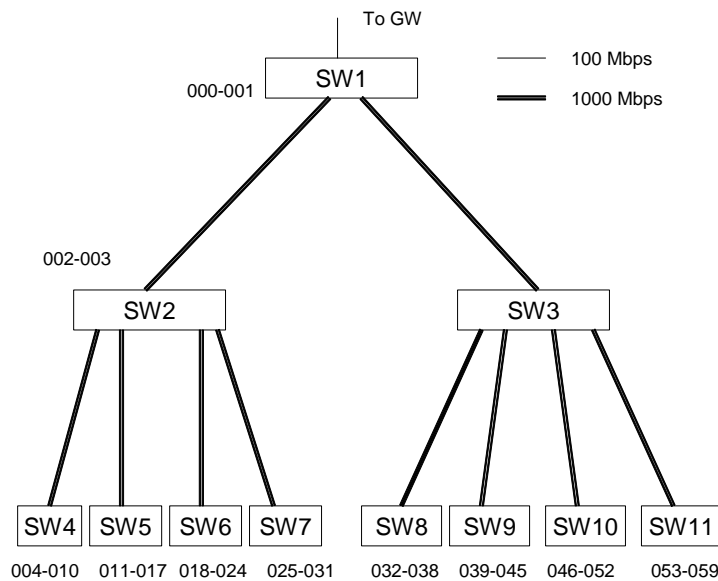 To GW
SW1
100 Mbps
000-001
1000 Mbps
002-003
SW2
SW3
SW4
SW5
SW6
SW7
SW8
SW9
SW10
SW11
004-010
011-017
018-024
025-031
032-038
039-045
046-052
053-059